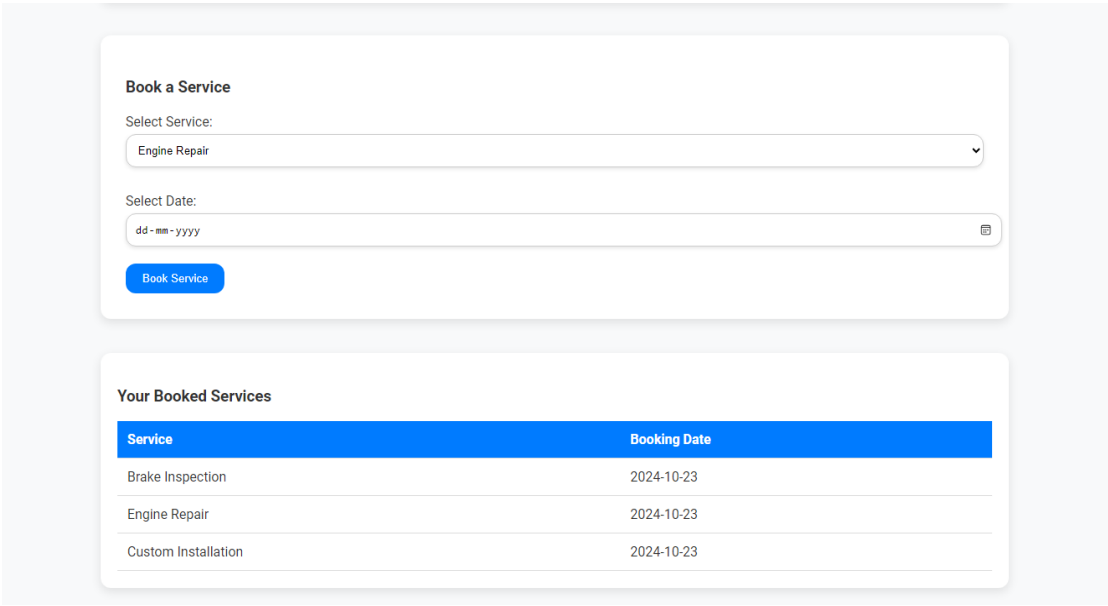 Book a Service
Select Service:
Engine Repair
Select Date:
dd-mm-yyyy
Book Service
Your Booked Services
Service Booking Date
Brake Inspection 2024-10-23
Engine Repair 2024-10-23
Custom Installation 2024-10-23